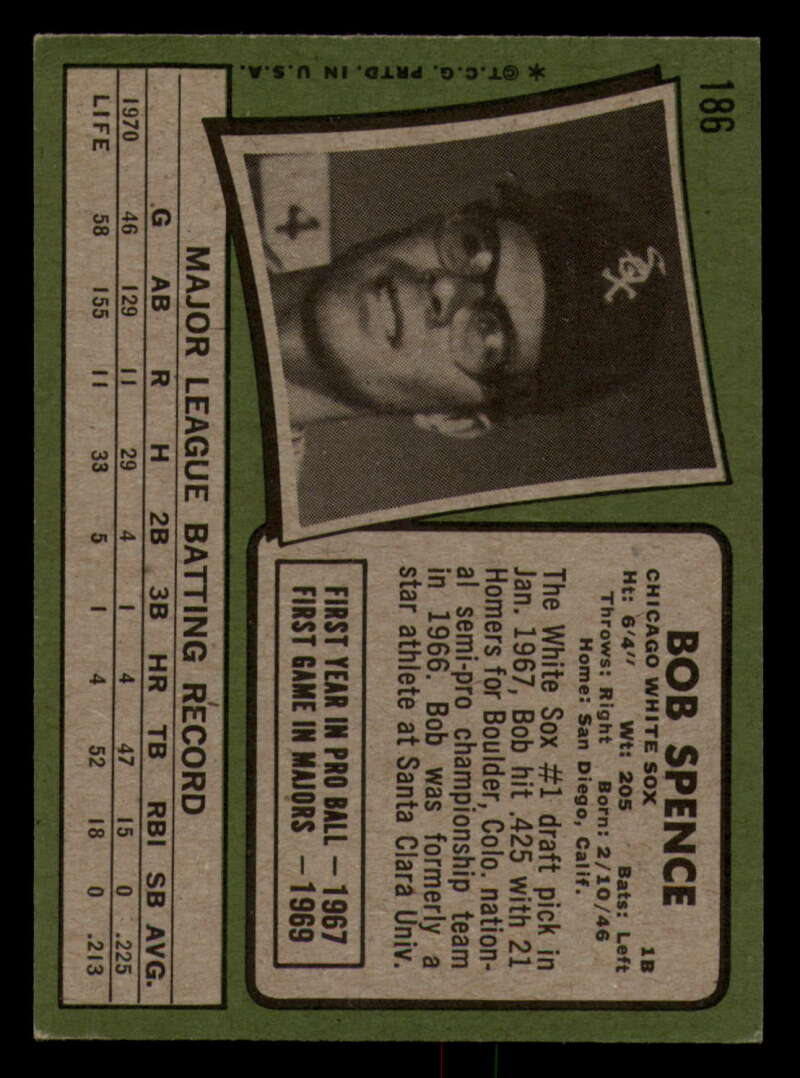 186
* ©T.C.G. PRTD. IN U.S.A.
4
BOB SPENCE
CHICAGO WHITE SOX 1B
Ht: 6'4" Wt: 205 Bats: Left
Throws: Right Born: 2/10/46
Home: San Diego, Calif.
The White Sox #1 draft pick in
Jan. 1967, Bob hit .425 with 21
Homers for Boulder, Colo. nation-
al semi-pro championship team
in 1966. Bob was formerly a
star athlete at Santa Clara Univ.
FIRST YEAR IN PRO BALL — 1967
FIRST GAME IN MAJORS — 1969
MAJOR LEAGUE BATTING RECORD
G AB R H 2B 3B HR TB RBI SB AVG.
1970 46 129 11 29 4 1 4 47 15 0 .225
LIFE 58 155 11 33 5 1 4 52 18 0 .213